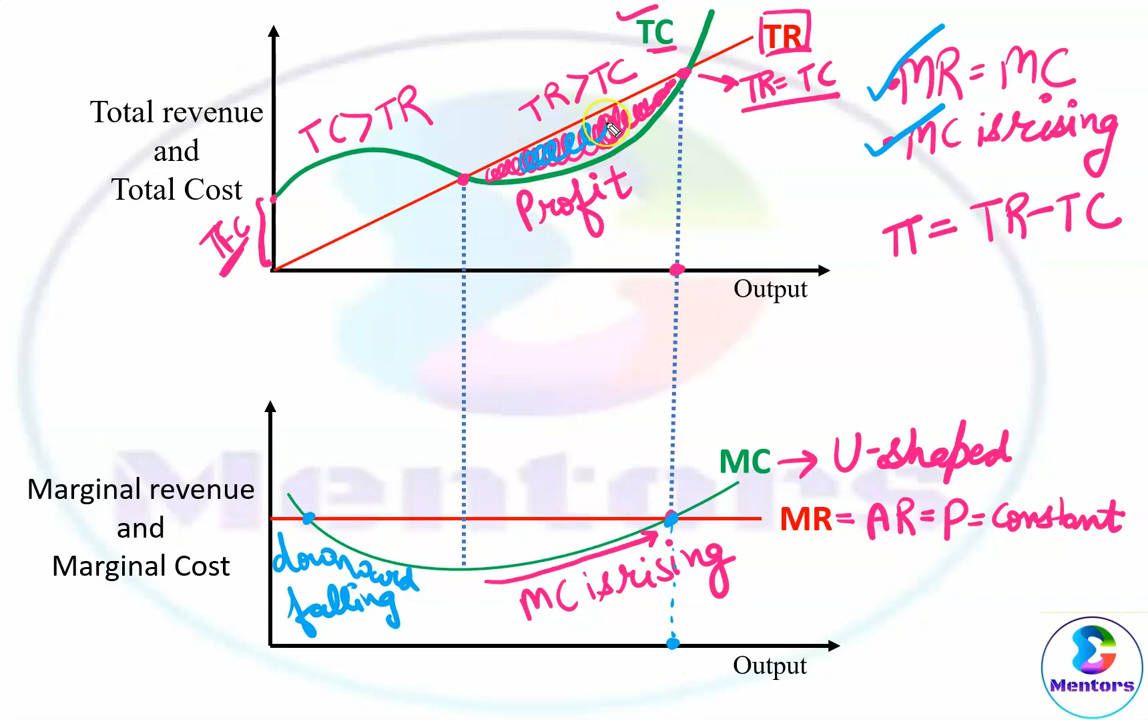 TC
TR
TR = TC
Total revenue
and
Total Cost
TC > TR
TR > TC
Profit
TFC
Output
• MR = MC
• MC is rising
π = TR - TC
Marginal revenue
and
Marginal Cost
MC → U-shaped
MR = AR = P = constant
downward
falling
MC is rising
Output
Mentors
Mentors